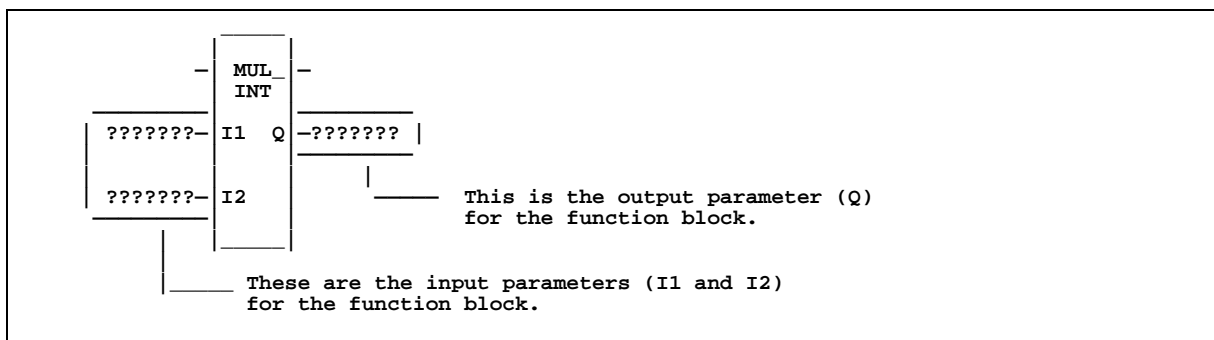 MUL_
INT
???????
I1 Q
???????
???????
I2
This is the output parameter (Q)
for the function block.
These are the input parameters (I1 and I2)
for the function block.